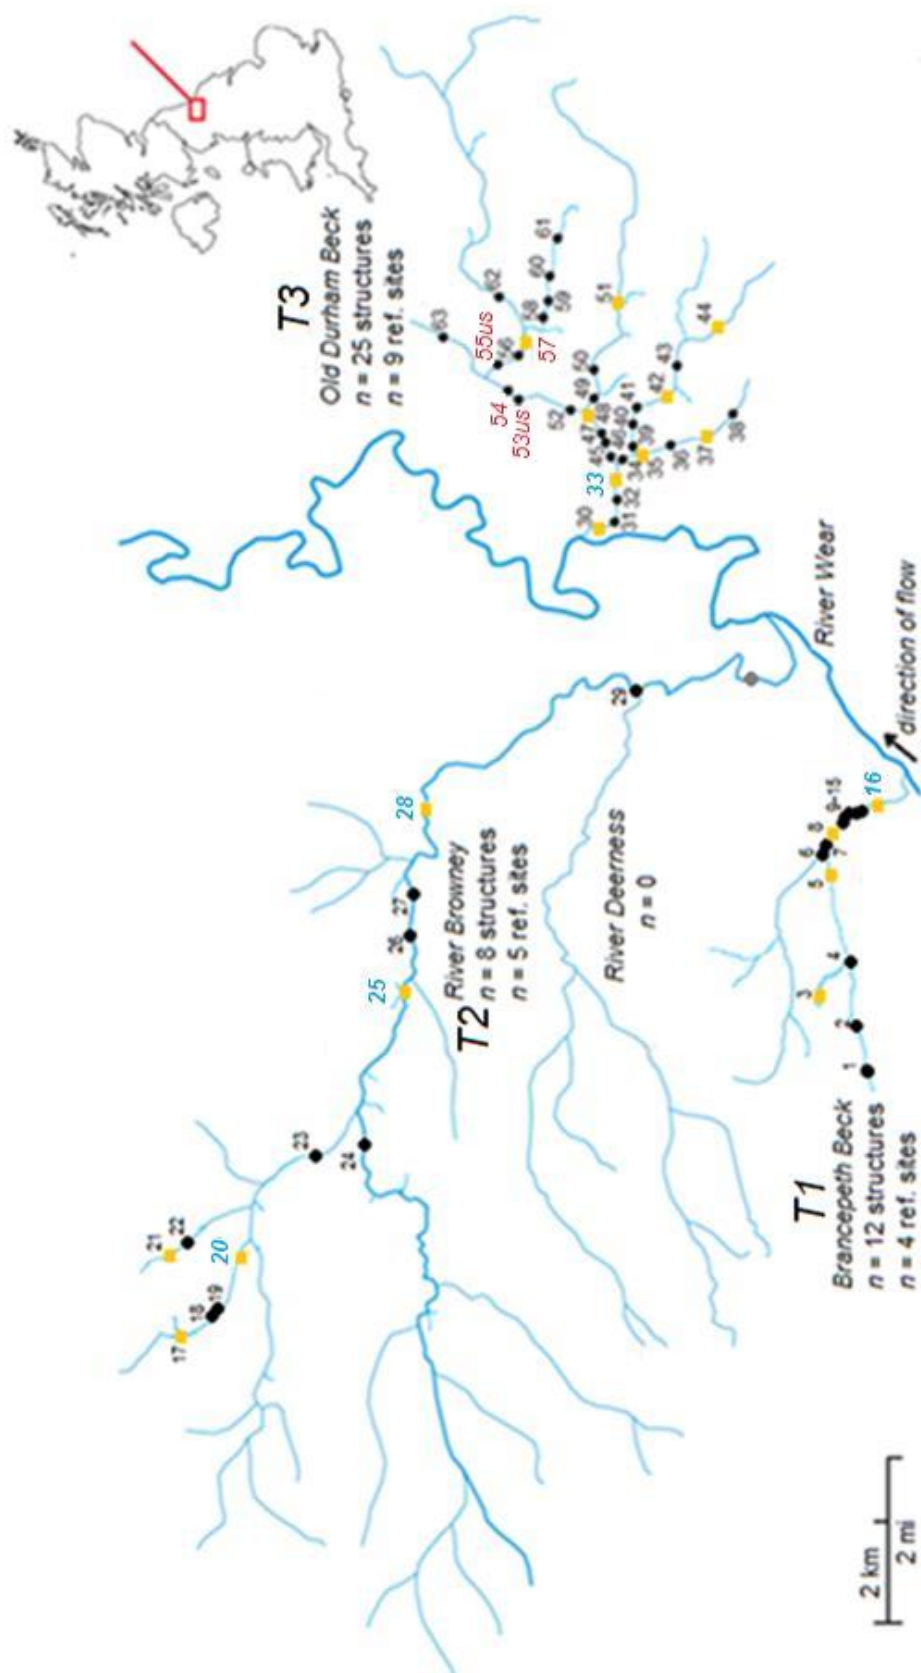 17
18
19
20
21
22
23
24
25
26
27
28
T2
River Browney
n = 8 structures
n = 5 ref. sites
29
River Deerness
n = 0
T3
Old Durham Beck
n = 25 structures
n = 9 ref. sites
63
62
55us
56
57
54
53us
58
59
60
61
52
51
50
49
48
47
46
45
44
43
42
41
40
39
38
37
36
35
34
33
32
31
30
T1
Brancepeth Beck
n = 12 structures
n = 4 ref. sites
1
2
3
4
5
6
7
8
9-15
16
River Wear
direction of flow
2 km
2 mi